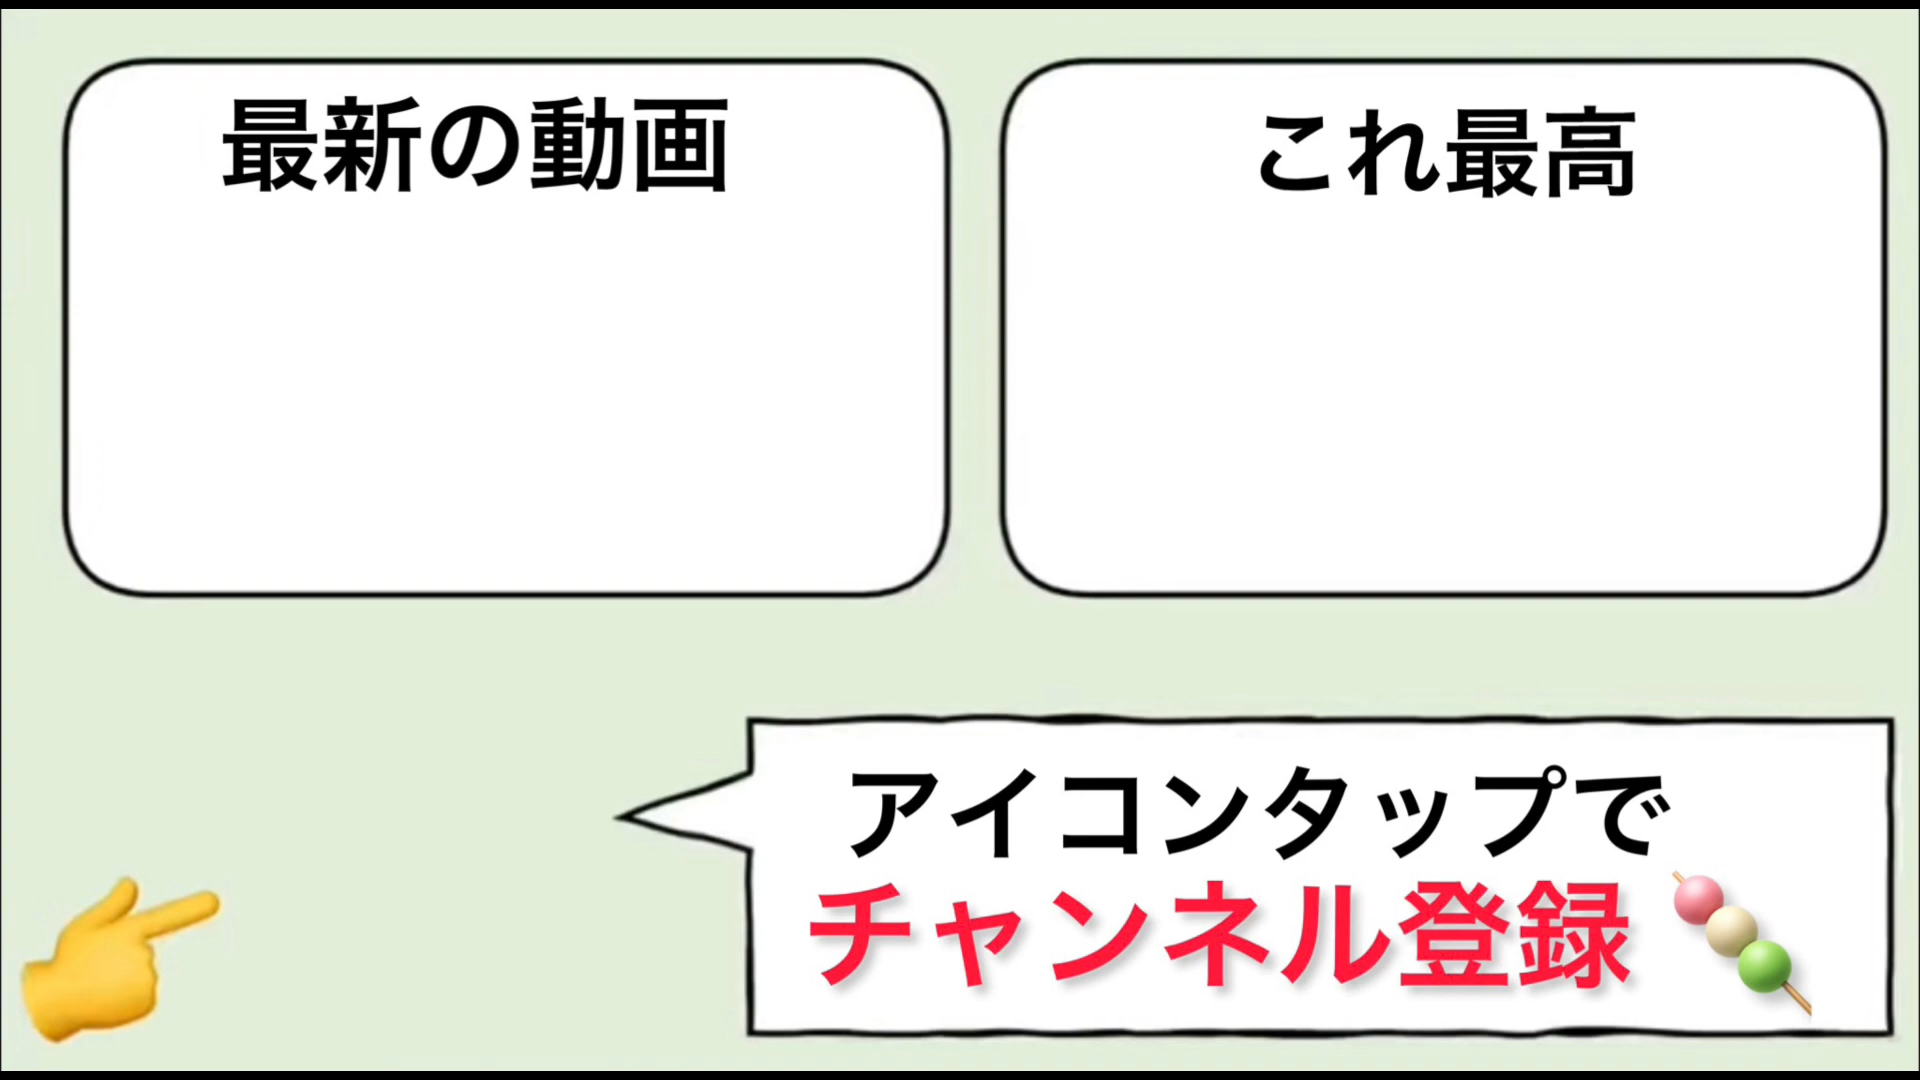 最新の動画
これ最高
アイコンタップで
チャンネル登録🍡